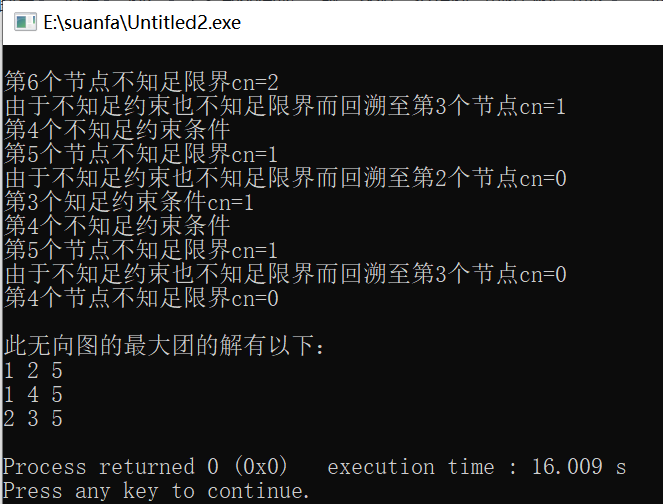 E:\suanfa\Untitled2.exe
第6个节点不知足限界cn=2
由于不知足约束也不知足限界而回溯至第3个节点cn=1
第4个不知足约束条件
第5个节点不知足限界cn=1
由于不知足约束也不知足限界而回溯至第2个节点cn=0
第3个知足约束条件cn=1
第4个不知足约束条件
第5个节点不知足限界cn=1
由于不知足约束也不知足限界而回溯至第3个节点cn=0
第4个节点不知足限界cn=0
此无向图的最大团的解有以下:
1 2 5
1 4 5
2 3 5
Process returned 0 (0x0)   execution time : 16.009 s
Press any key to continue.